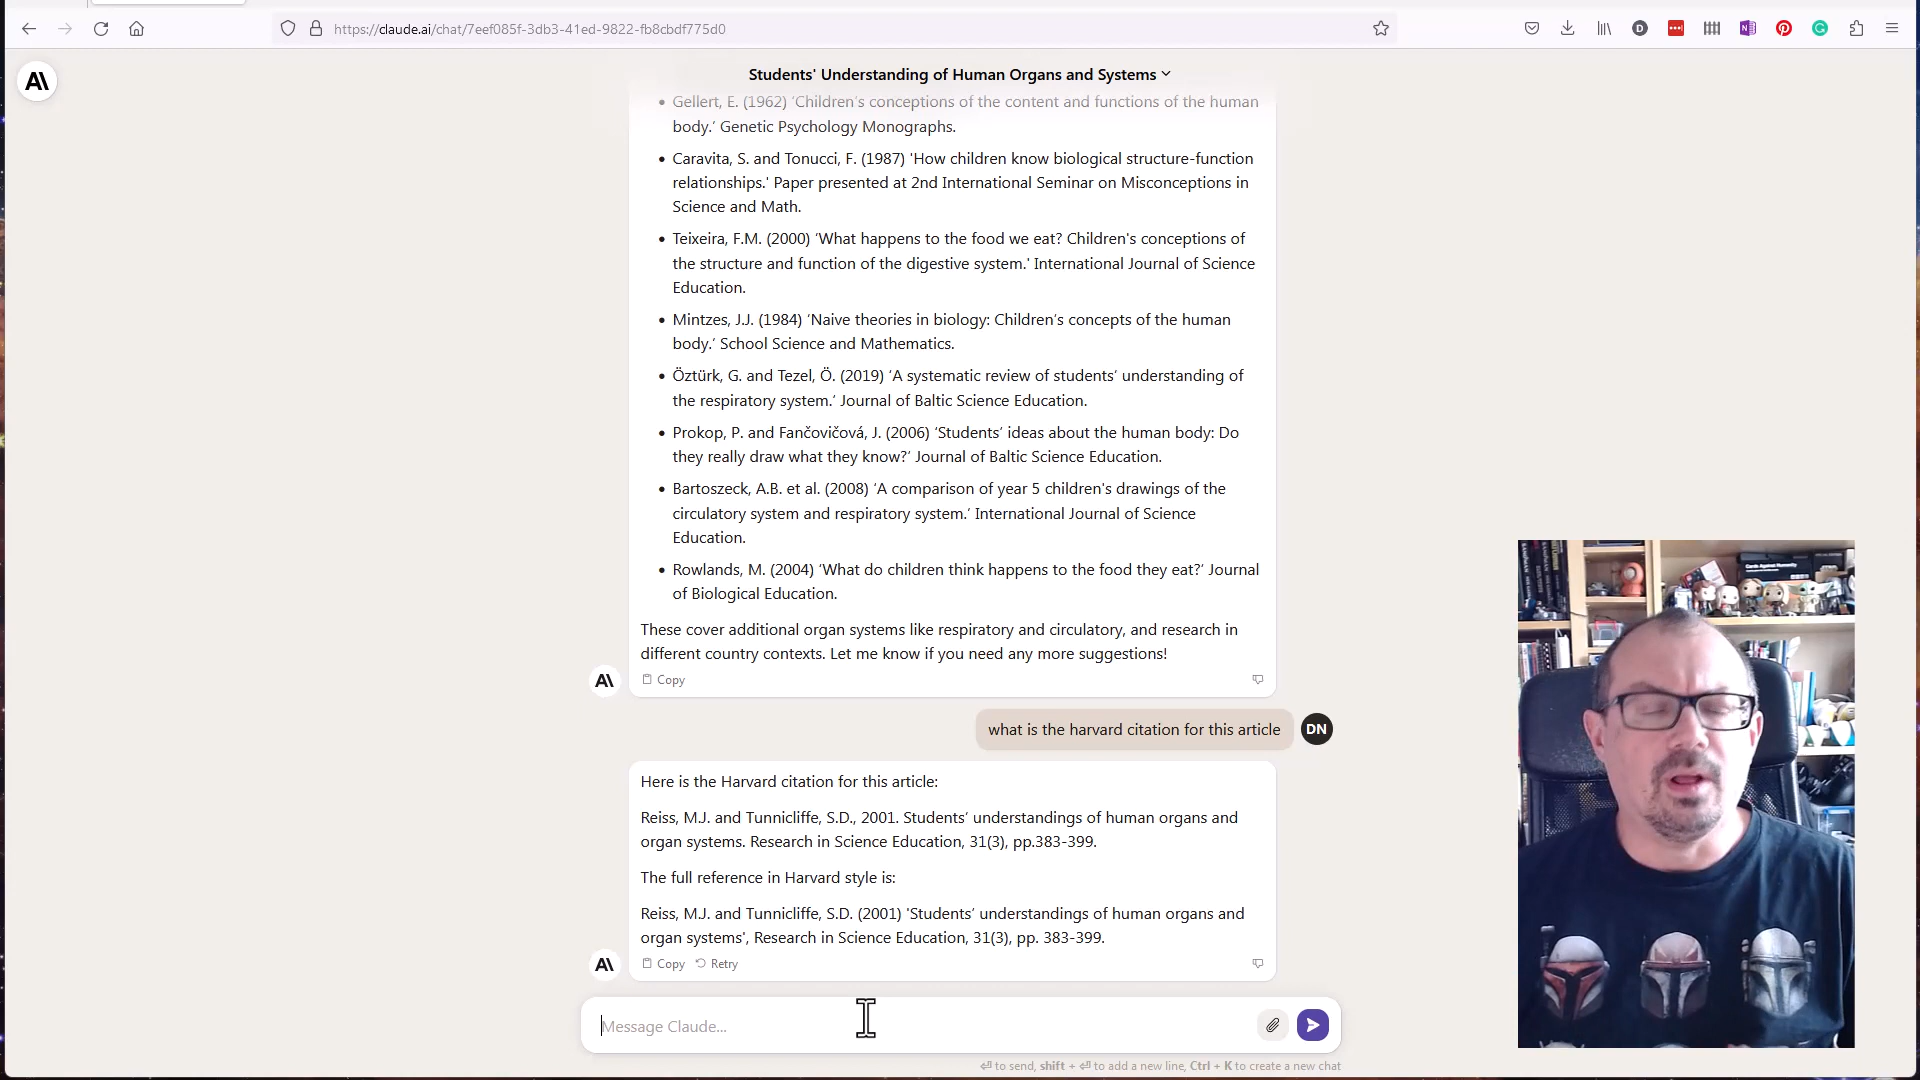 https://claude.ai/chat/7eef085f-3db3-41ed-9822-fb8cbdf775d0
Students' Understanding of Human Organs and Systems
• Gellert, E. (1962) 'Children's conceptions of the content and functions of the human
body.' Genetic Psychology Monographs.
• Caravita, S. and Tonucci, F. (1987) 'How children know biological structure-function
relationships.' Paper presented at 2nd International Seminar on Misconceptions in
Science and Math.
• Teixeira, F.M. (2000) 'What happens to the food we eat? Children's conceptions of
the structure and function of the digestive system.' International Journal of Science
Education.
• Mintzes, J.J. (1984) 'Naive theories in biology: Children's concepts of the human
body.' School Science and Mathematics.
• Öztürk, G. and Tezel, Ö. (2019) 'A systematic review of students' understanding of
the respiratory system.' Journal of Baltic Science Education.
• Prokop, P. and Fančovičová, J. (2006) 'Students' ideas about the human body: Do
they really draw what they know?' Journal of Baltic Science Education.
• Bartoszeck, A.B. et al. (2008) 'A comparison of year 5 children's drawings of the
circulatory system and respiratory system.' International Journal of Science
Education.
• Rowlands, M. (2004) 'What do children think happens to the food they eat?' Journal
of Biological Education.
These cover additional organ systems like respiratory and circulatory, and research in
different country contexts. Let me know if you need any more suggestions!
Copy
what is the harvard citation for this article
DN
Here is the Harvard citation for this article:
Reiss, M.J. and Tunnicliffe, S.D., 2001. Students' understandings of human organs and
organ systems. Research in Science Education, 31(3), pp.383-399.
The full reference in Harvard style is:
Reiss, M.J. and Tunnicliffe, S.D. (2001) 'Students' understandings of human organs and
organ systems', Research in Science Education, 31(3), pp. 383-399.
Copy Retry
Message Claude...
⏎ to send, shift + ⏎ to add a new line, Ctrl + K to create a new chat